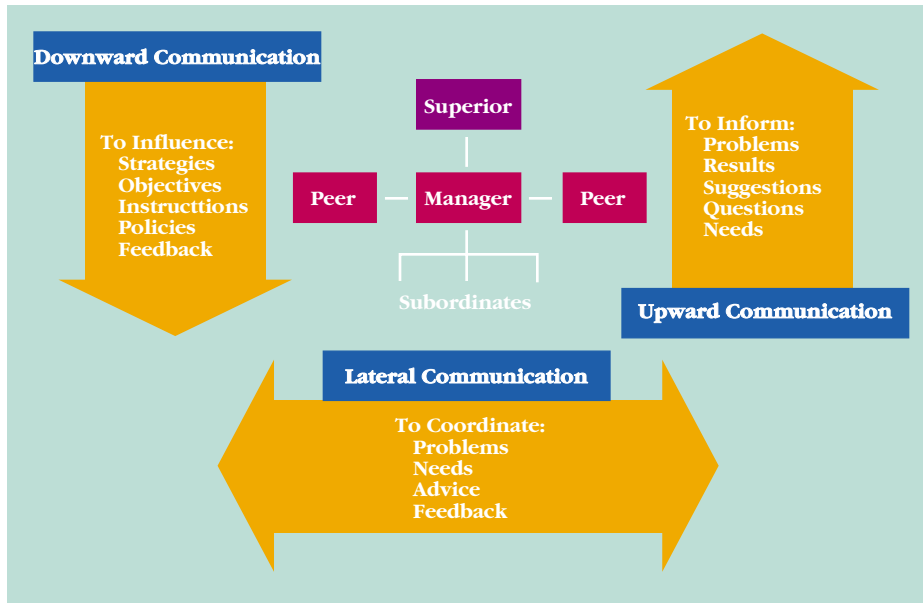 Downward Communication
To Influence:
Strategies
Objectives
Instructtions
Policies
Feedback
Superior
Peer
Manager
Peer
Subordinates
To Inform:
Problems
Results
Suggestions
Questions
Needs
Upward Communication
Lateral Communication
To Coordinate:
Problems
Needs
Advice
Feedback